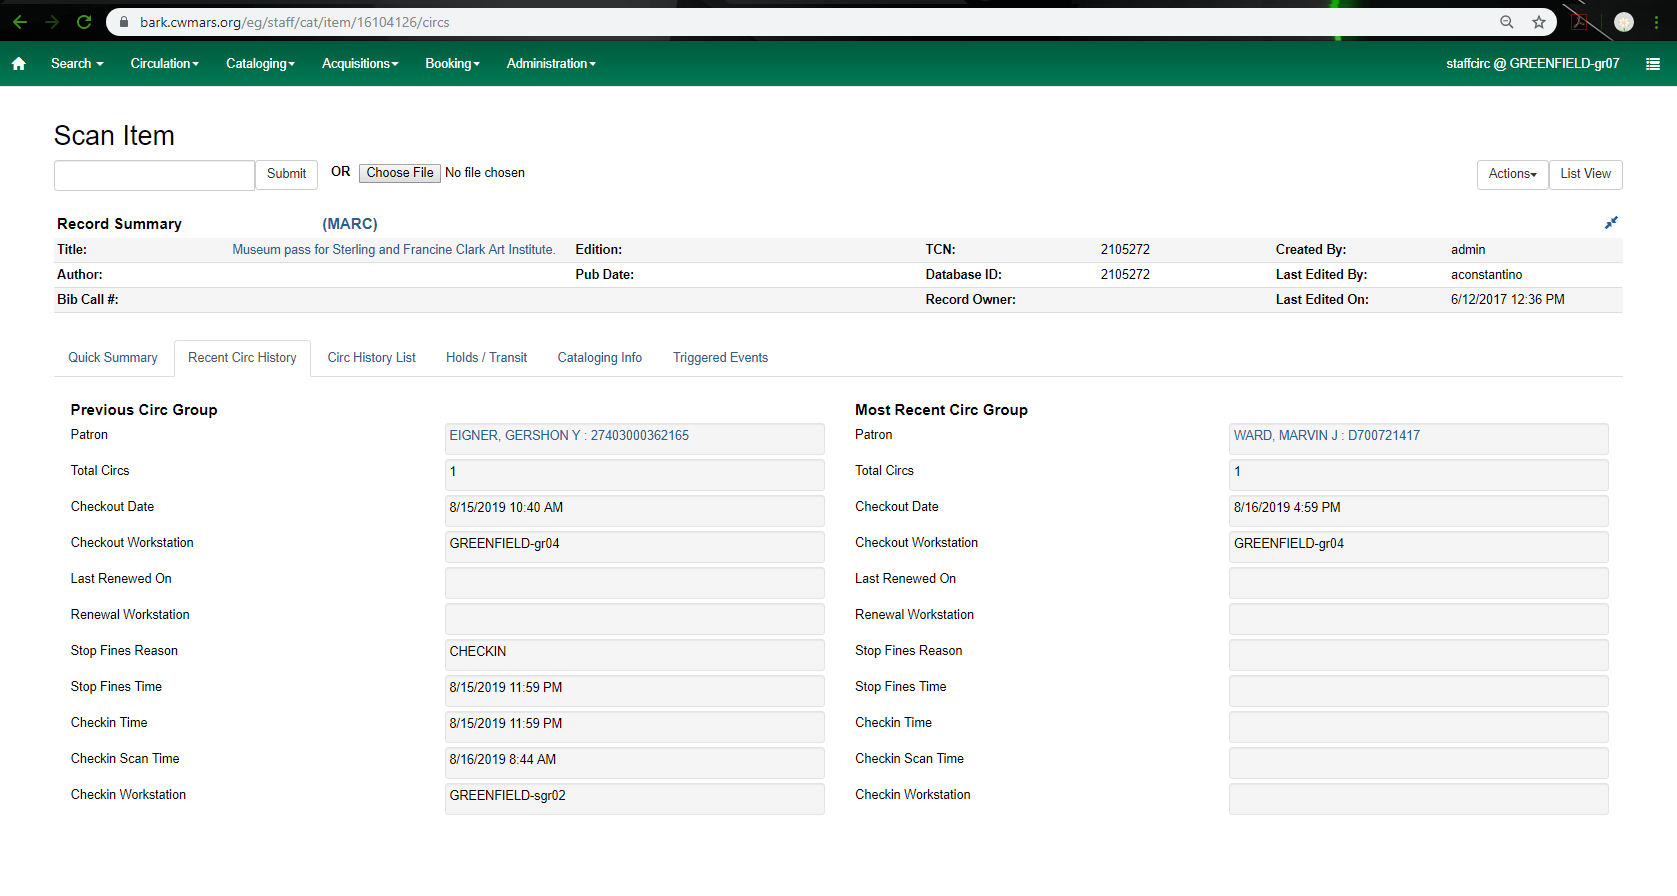 bark.cwmars.org/eg/staff/cat/item/16104126/circs
Search Circulation Cataloging Acquisitions Booking Administration staffcirc @ GREENFIELD-gr07
Scan Item
Submit OR Choose File No file chosen Actions List View
Record Summary (MARC)
Title: Museum pass for Sterling and Francine Clark Art Institute. Edition: TCN: 2105272 Created By: admin
Author: Pub Date: Database ID: 2105272 Last Edited By: aconstantino
Bib Call #: Record Owner: Last Edited On: 6/12/2017 12:36 PM
Quick Summary Recent Circ History Circ History List Holds / Transit Cataloging Info Triggered Events
Previous Circ Group Most Recent Circ Group
Patron EIGNER, GERSHON Y : 27403000362165 Patron WARD, MARVIN J : D700721417
Total Circs 1 Total Circs 1
Checkout Date 8/15/2019 10:40 AM Checkout Date 8/16/2019 4:59 PM
Checkout Workstation GREENFIELD-gr04 Checkout Workstation GREENFIELD-gr04
Last Renewed On Last Renewed On
Renewal Workstation Renewal Workstation
Stop Fines Reason CHECKIN Stop Fines Reason
Stop Fines Time 8/15/2019 11:59 PM Stop Fines Time
Checkin Time 8/15/2019 11:59 PM Checkin Time
Checkin Scan Time 8/16/2019 8:44 AM Checkin Scan Time
Checkin Workstation GREENFIELD-sgr02 Checkin Workstation